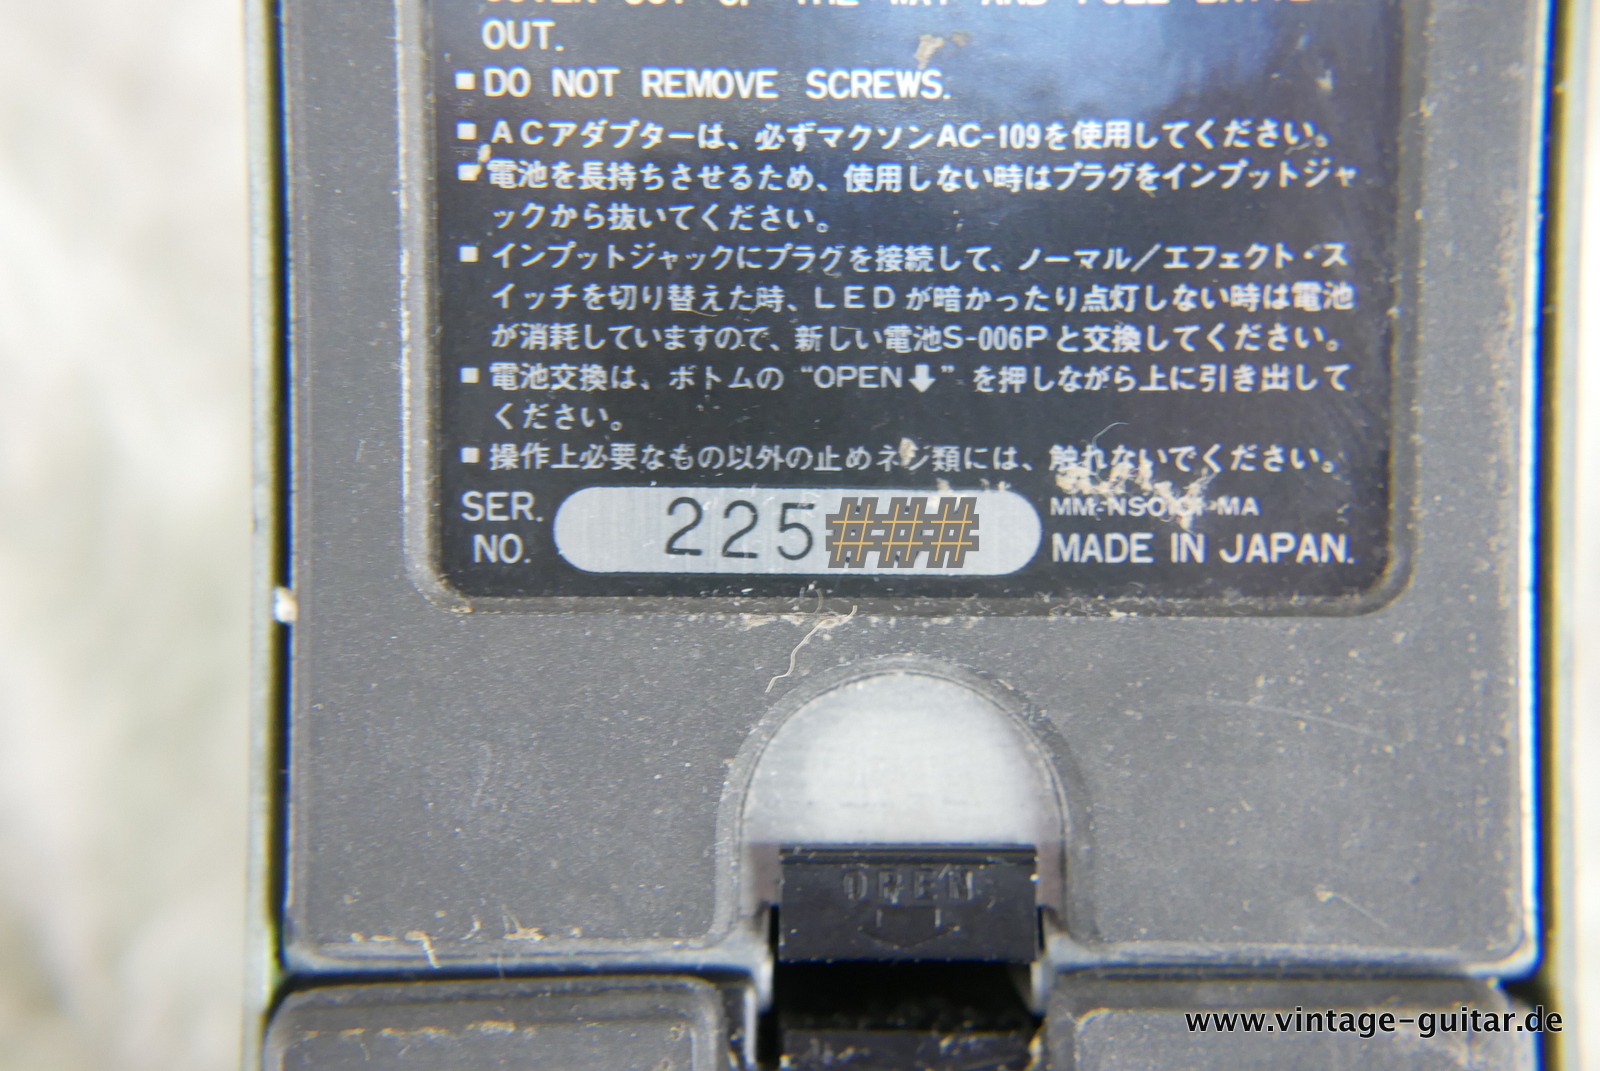 OUT.
■ DO NOT REMOVE SCREWS.
■ ACアダプターは、必ずマクソンAC-109を使用してください。
■ 電池を長持ちさせるため、使用しない時はプラグをインプットジャ
ックから抜いてください。
■ インプットジャックにプラグを接続して、ノーマル／エフェクト・ス
イッチを切り替えた時、LEDが暗かったり点灯しない時は電池
が消耗していますので、新しい電池S-006Pと交換してください。
■ 電池交換は、ボトムの“OPEN⬇”を押しながら上に引き出して
ください。
■ 操作上必要なもの以外の止めネジ類には、触れないでください。
SER. NO. 225###
MADE IN JAPAN.
OPEN
www.vintage-guitar.de